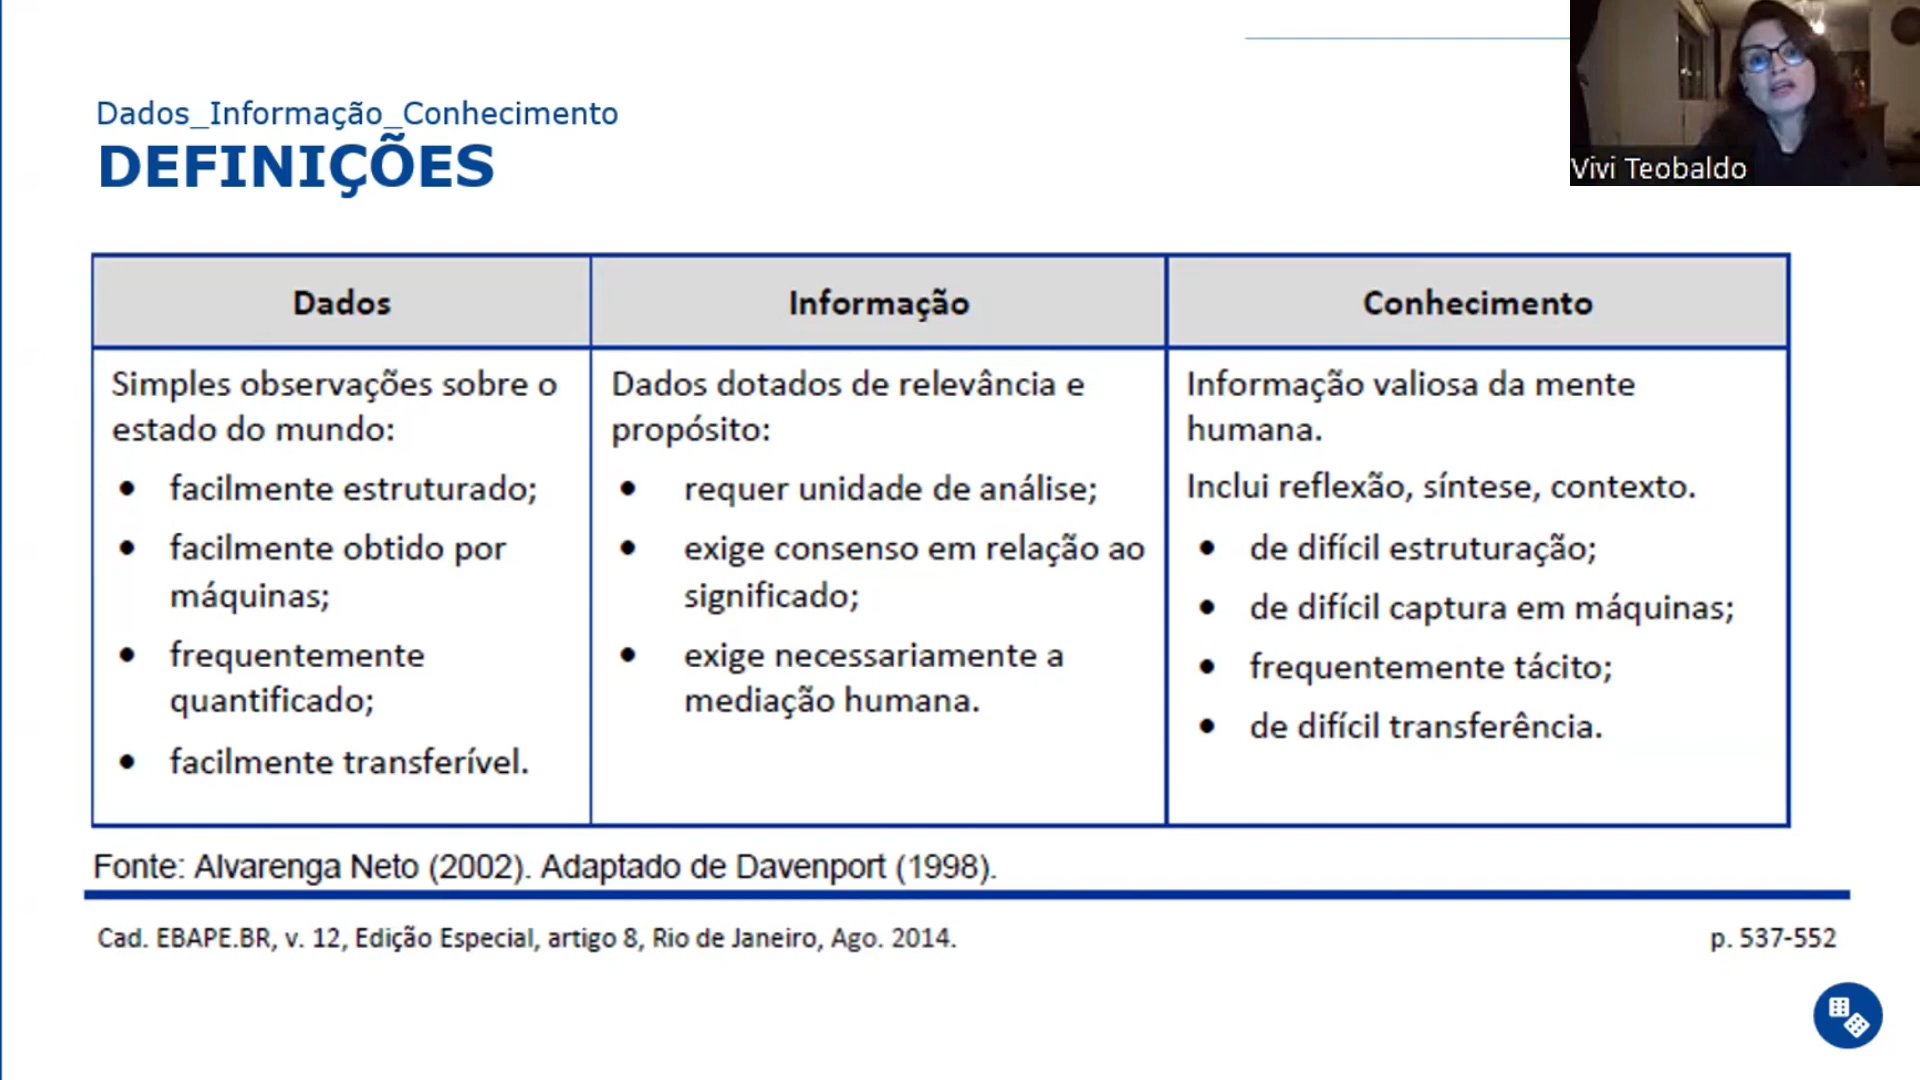 Dados_Informação_Conhecimento
DEFINIÇÕES
Vivi Teobaldo
Dados
Informação
Conhecimento
Simples observações sobre o
estado do mundo:
• facilmente estruturado;
• facilmente obtido por
máquinas;
• frequentemente
quantificado;
• facilmente transferível.
Dados dotados de relevância e
propósito:
• requer unidade de análise;
• exige consenso em relação ao
significado;
• exige necessariamente a
mediação humana.
Informação valiosa da mente
humana.
Inclui reflexão, síntese, contexto.
• de difícil estruturação;
• de difícil captura em máquinas;
• frequentemente tácito;
• de difícil transferência.
Fonte: Alvarenga Neto (2002). Adaptado de Davenport (1998).
Cad. EBAPE.BR, v. 12, Edição Especial, artigo 8, Rio de Janeiro, Ago. 2014.
p. 537-552